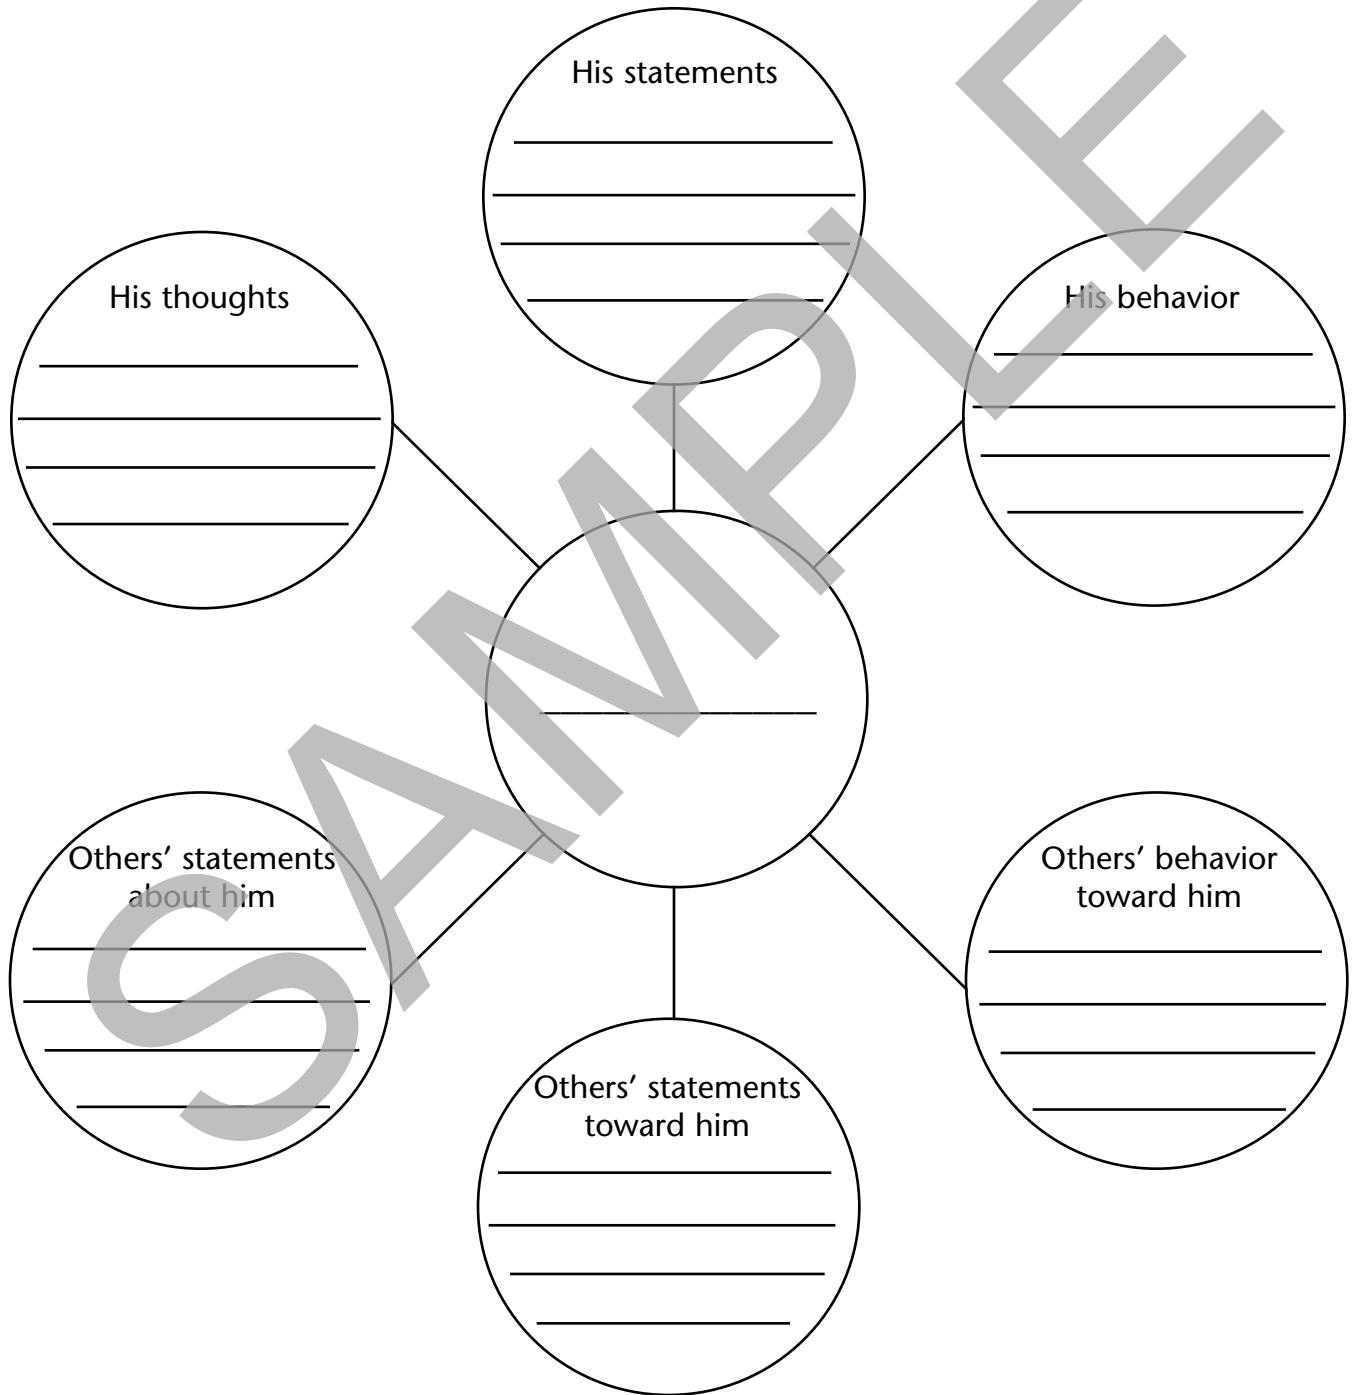 His statements
His thoughts
His behavior
Others' statements
about him
Others' behavior
toward him
Others' statements
toward him
SAMPLE